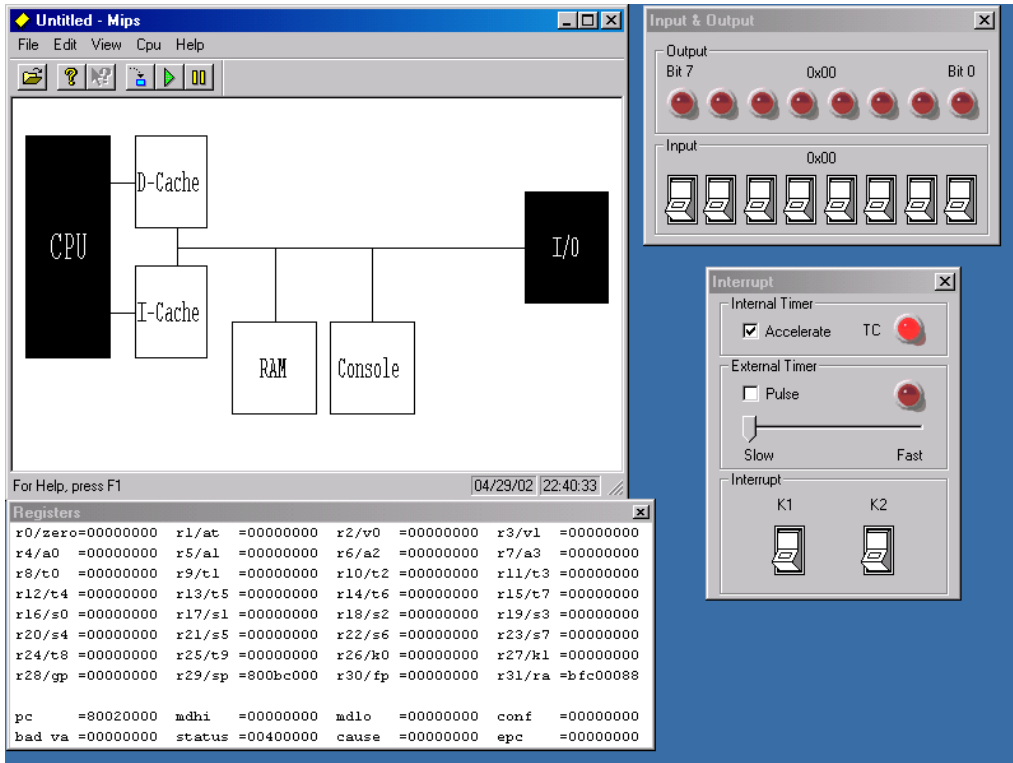 Untitled - Mips
File Edit View Cpu Help
D-Cache
CPU
I/O
I-Cache
RAM
Console
For Help, press F1
04/29/02 22:40:33
Input & Output
Output
Bit 7 0x00 Bit 0
Input
0x00
Interrupt
Internal Timer
Accelerate TC
External Timer
Pulse
Slow Fast
Interrupt
K1 K2
Registers
r0/zero=00000000 r1/at =00000000 r2/v0 =00000000 r3/v1 =00000000
r4/a0 =00000000 r5/a1 =00000000 r6/a2 =00000000 r7/a3 =00000000
r8/t0 =00000000 r9/t1 =00000000 r10/t2 =00000000 r11/t3 =00000000
r12/t4 =00000000 r13/t5 =00000000 r14/t6 =00000000 r15/t7 =00000000
r16/s0 =00000000 r17/s1 =00000000 r18/s2 =00000000 r19/s3 =00000000
r20/s4 =00000000 r21/s5 =00000000 r22/s6 =00000000 r23/s7 =00000000
r24/t8 =00000000 r25/t9 =00000000 r26/k0 =00000000 r27/k1 =00000000
r28/gp =00000000 r29/sp =800bc000 r30/fp =00000000 r31/ra =bfc00088
pc =80020000 mdhi =00000000 mdlo =00000000 conf =00000000
bad va =00000000 status =00400000 cause =00000000 epc =00000000